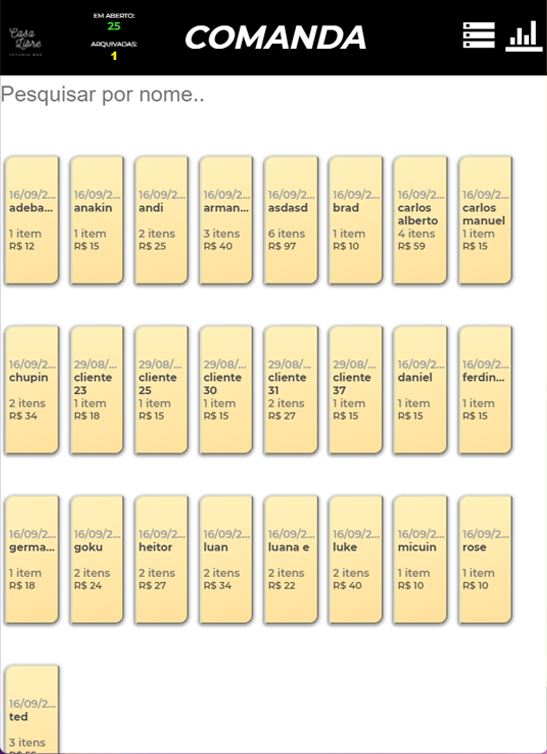 Casa
Libre
EM ABERTO:
25
ARQUIVADAS:
1
COMANDA
Pesquisar por nome..
16/09/2...
adeba...
1 item
R$ 12
16/09/2...
anakin
1 item
R$ 15
16/09/2...
andi
2 itens
R$ 25
16/09/2...
arman...
3 itens
R$ 40
16/09/2...
asdasd
6 itens
R$ 97
16/09/2...
brad
1 item
R$ 10
16/09/2...
carlos
alberto
4 itens
R$ 59
16/09/2...
carlos
manuel
1 item
R$ 15
16/09/2...
chupin
2 itens
R$ 34
29/08/...
cliente
23
1 item
R$ 18
29/08/...
cliente
25
1 item
R$ 15
29/08/...
cliente
30
1 item
R$ 15
29/08/...
cliente
31
2 itens
R$ 27
29/08/...
cliente
37
1 item
R$ 15
16/09/2...
daniel
1 item
R$ 15
16/09/2...
ferdin...
1 item
R$ 15
16/09/2...
germa...
1 item
R$ 18
16/09/2...
goku
2 itens
R$ 24
16/09/2...
heitor
2 itens
R$ 27
16/09/2...
luan
2 itens
R$ 34
16/09/2...
luana e
2 itens
R$ 22
16/09/2...
luke
2 itens
R$ 40
16/09/2...
micuin
1 item
R$ 10
16/09/2...
rose
1 item
R$ 10
16/09/2...
ted
3 itens